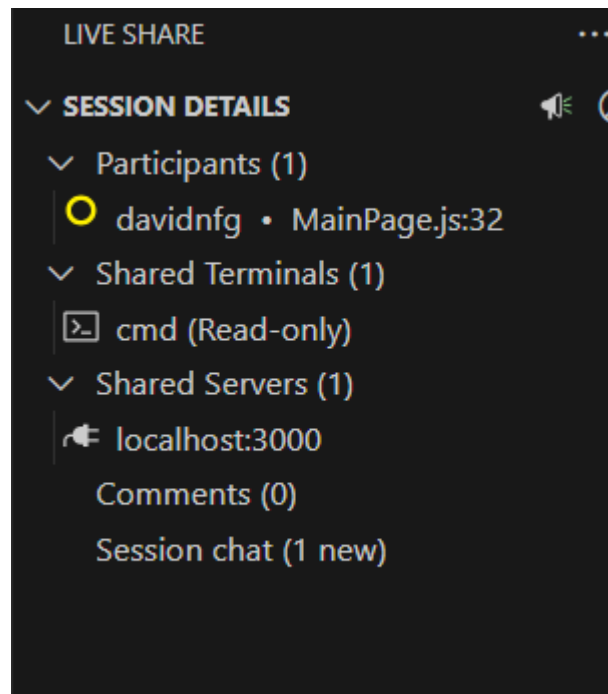 LIVE SHARE
SESSION DETAILS
Participants (1)
davidnfg • MainPage.js:32
Shared Terminals (1)
cmd (Read-only)
Shared Servers (1)
localhost:3000
Comments (0)
Session chat (1 new)